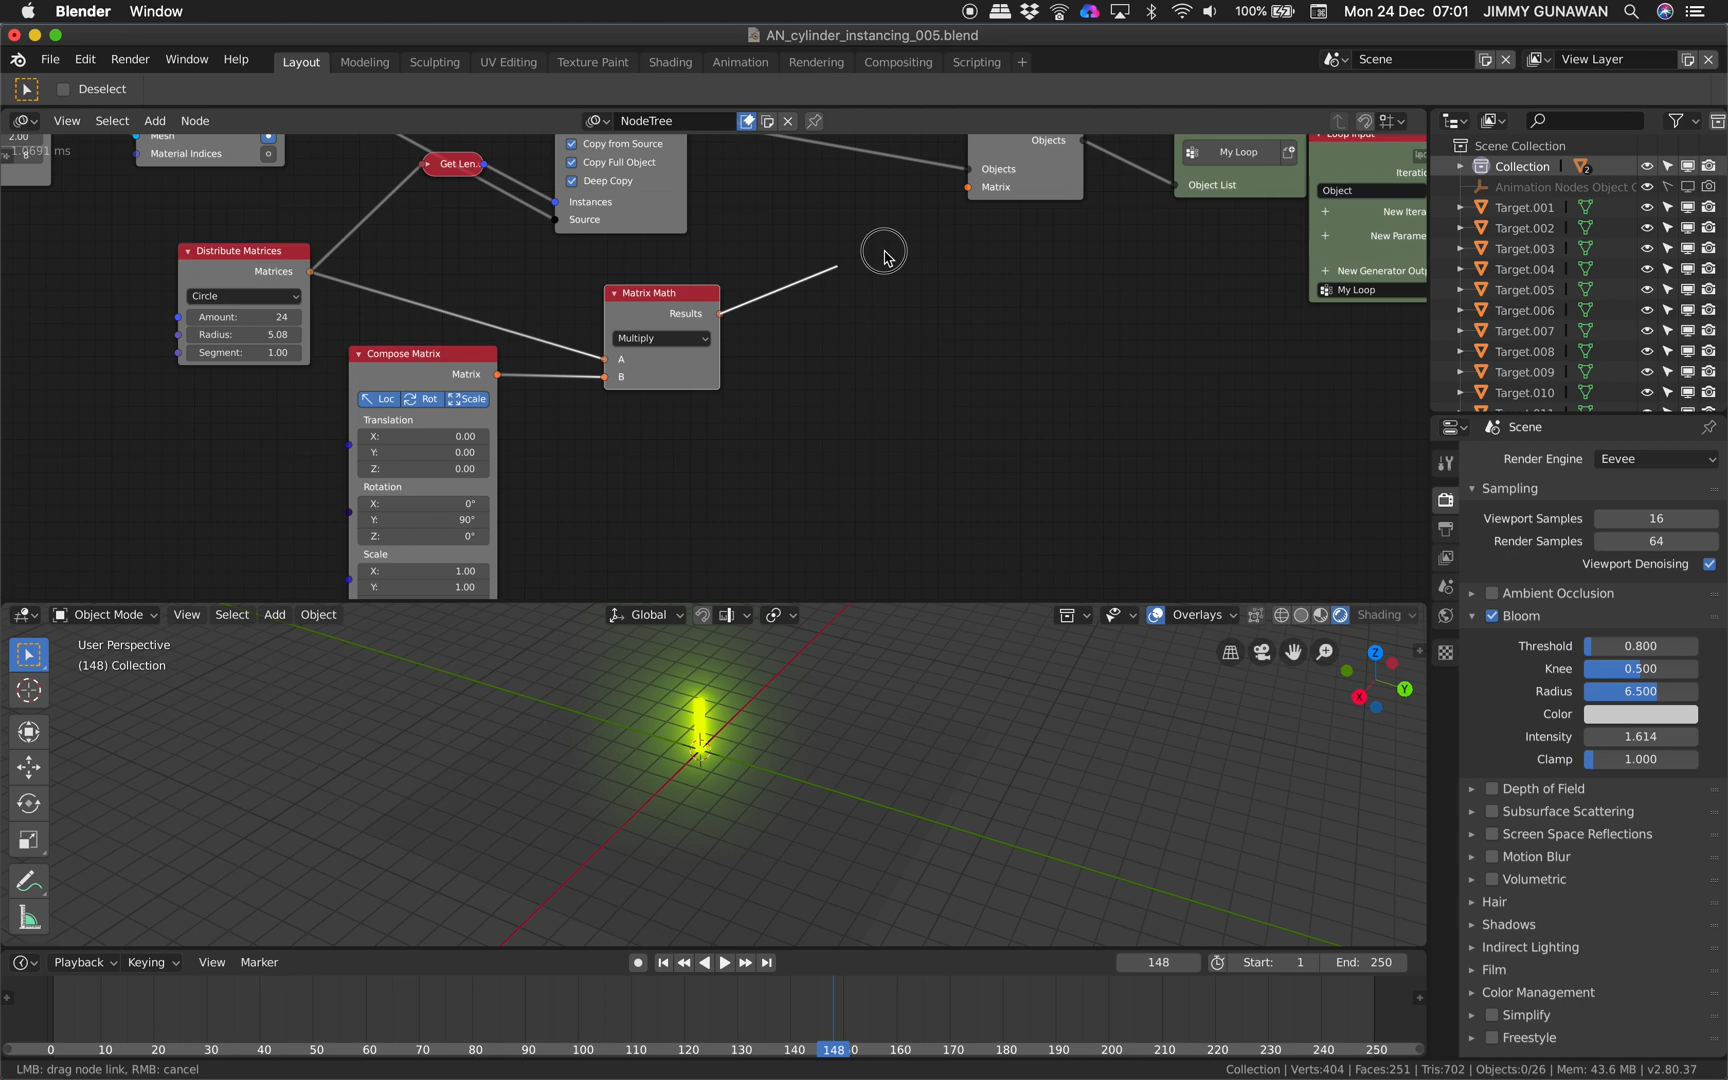 Blender
Window
100%
Mon 24 Dec 07:01
JIMMY GUNAWAN
AN_cylinder_instancing_005.blend
File
Edit
Render
Window
Help
Layout
Modeling
Sculpting
UV Editing
Texture Paint
Shading
Animation
Rendering
Compositing
Scripting
Scene
View Layer
Deselect
View
Select
Add
Node
NodeTree
2.00
8
1.0691 ms
Mesh
Material Indices
Get Len..
Copy from Source
Copy Full Object
Deep Copy
Instances
Source
Objects
Objects
Matrix
My Loop
Object List
Loop Input
Iteratio
Object
New Itera
New Parame
New Generator Outp
My Loop
Distribute Matrices
Matrices
Circle
Amount: 24
Radius: 5.08
Segment: 1.00
Compose Matrix
Matrix
Loc
Rot
Scale
Translation
X: 0.00
Y: 0.00
Z: 0.00
Rotation
X: 0°
Y: 90°
Z: 0°
Scale
X: 1.00
Y: 1.00
Matrix Math
Results
Multiply
A
B
Scene Collection
Collection 2
Animation Nodes Object C
Target.001
Target.002
Target.003
Target.004
Target.005
Target.006
Target.007
Target.008
Target.009
Target.010
Scene
Render Engine Eevee
Sampling
Viewport Samples 16
Render Samples 64
Viewport Denoising
Ambient Occlusion
Bloom
Threshold 0.800
Knee 0.500
Radius 6.500
Color
Intensity 1.614
Clamp 1.000
Depth of Field
Subsurface Scattering
Screen Space Reflections
Motion Blur
Volumetric
Hair
Shadows
Indirect Lighting
Film
Color Management
Simplify
Freestyle
Object Mode
View
Select
Add
Object
Global
Overlays
Shading
User Perspective
(148) Collection
Z
Y
X
Playback
Keying
View
Marker
148
Start: 1
End: 250
0 10 20 30 40 50 60 70 80 90 100 110 120 130 140 148 160 170 180 190 200 210 220 230 240 250
LMB: drag node link, RMB: cancel
Collection | Verts:404 | Faces:251 | Tris:702 | Objects:0/26 | Mem: 43.6 MB | v2.80.37